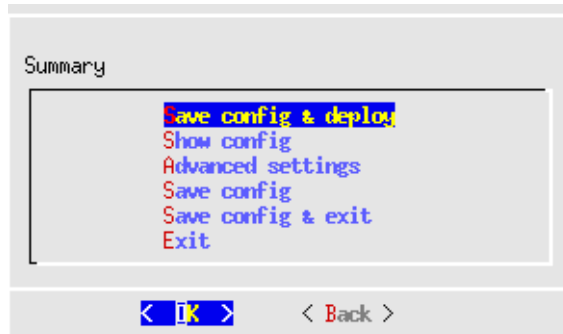 Summary
Save config & deploy
Show config
Advanced settings
Save config
Save config & exit
Exit
< OK > < Back >